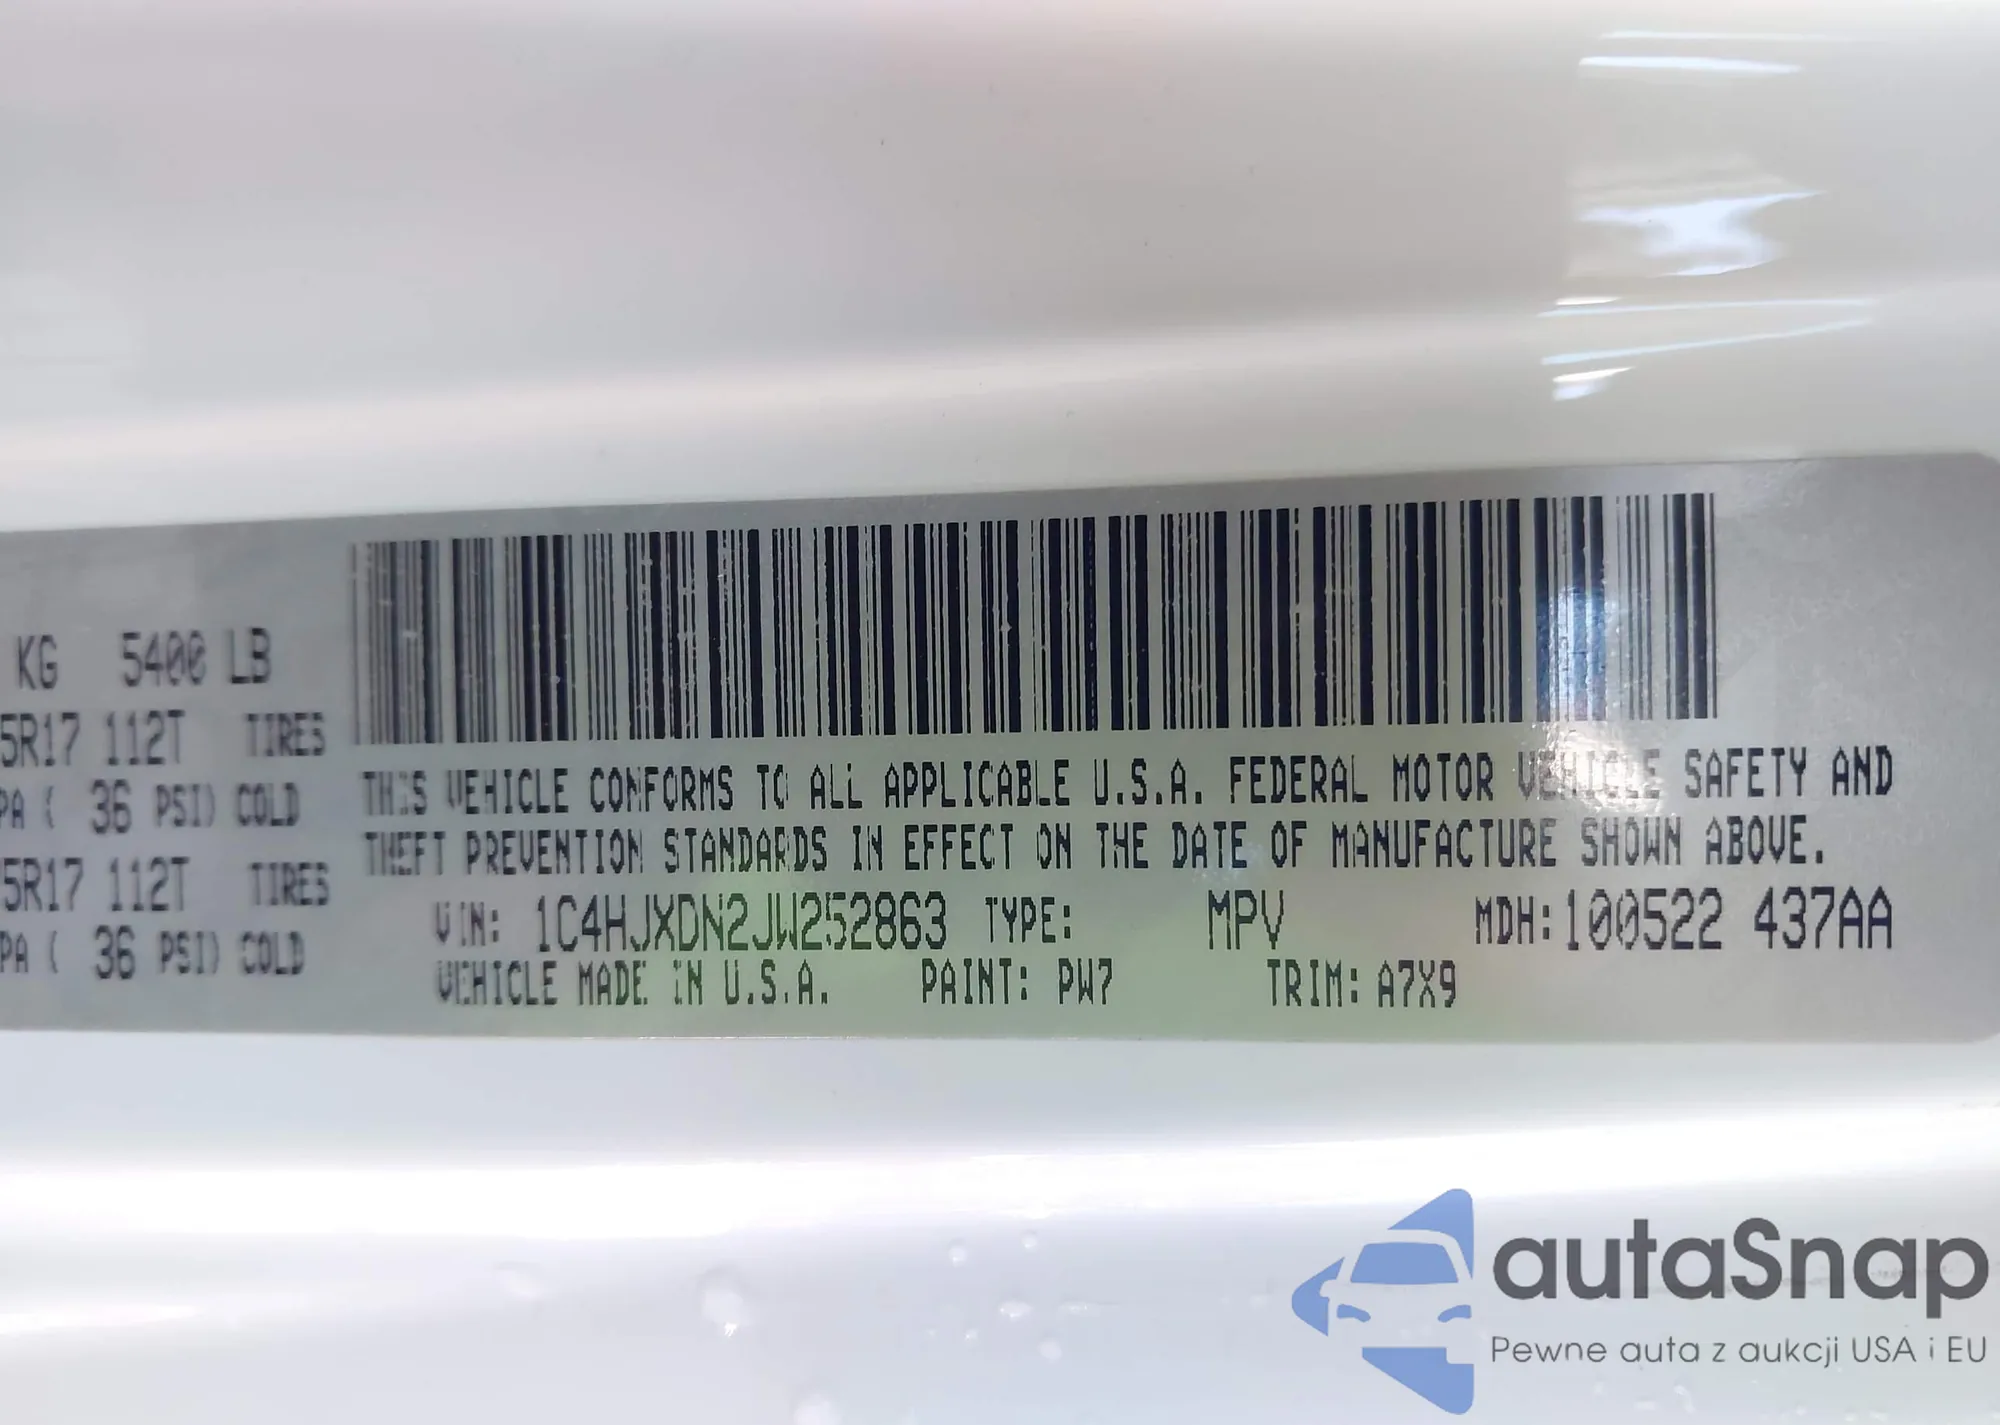 KG 5400 LB
5R17 112T TIRES
PA ( 36 PSI) COLD
5R17 112T TIRES
PA ( 36 PSI) COLD
THIS VEHICLE CONFORMS TO ALL APPLICABLE U.S.A. FEDERAL MOTOR VEHICLE SAFETY AND
THEFT PREVENTION STANDARDS IN EFFECT ON THE DATE OF MANUFACTURE SHOWN ABOVE.
VIN: 1C4HJXDN2JW252863 TYPE: MPV MDH:100522 437AA
VEHICLE MADE IN U.S.A. PAINT: PW7 TRIM: A7X9
autaSnap
Pewne auta z aukcji USA i EU